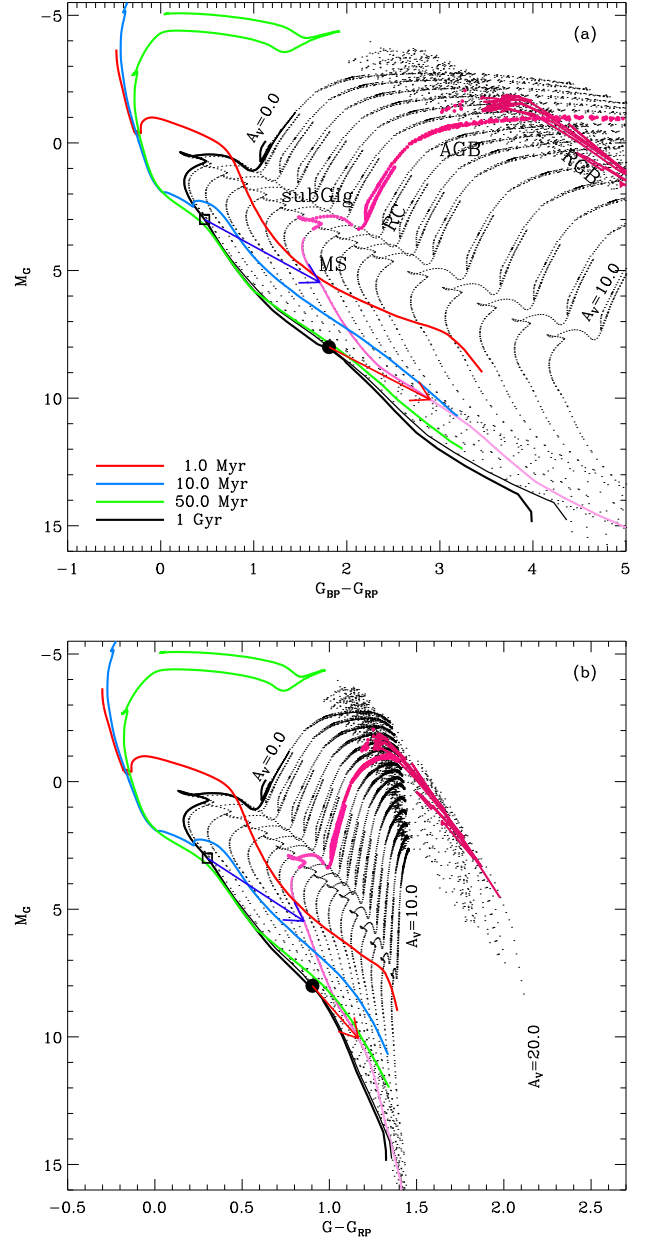 −5
(a)
A_V=0.0
0
AGB
RGB
subGig
RC
M_G
5
MS
A_V=10.0
10
1.0 Myr
10.0 Myr
50.0 Myr
1 Gyr
15
−1 0 1 2 3 4 5
G_BP−G_RP
−5
(b)
A_V=0.0
0
M_G
5
A_V=10.0
10
A_V=20.0
15
−0.5 0.0 0.5 1.0 1.5 2.0 2.5
G−G_RP